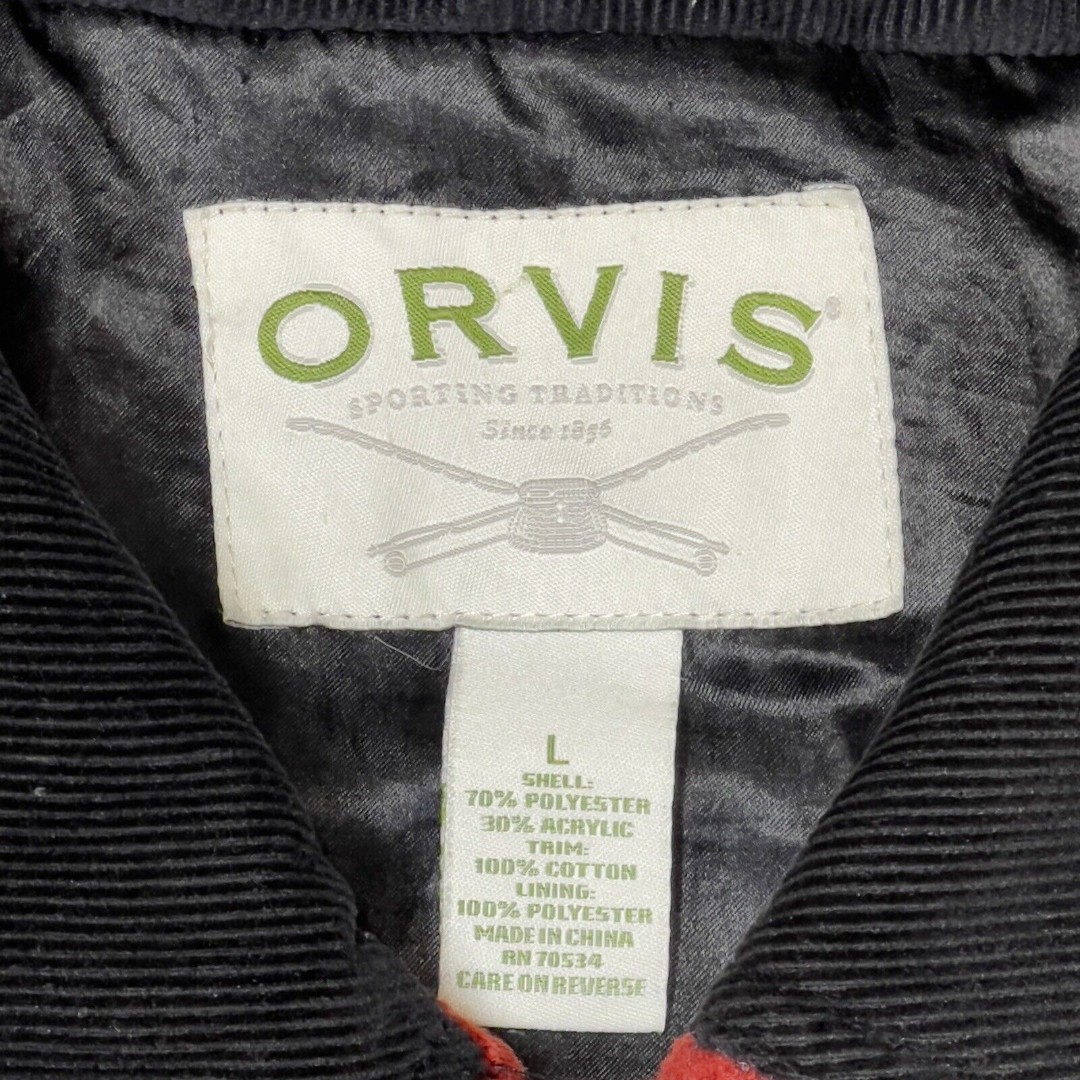 ORVIS®
SPORTING TRADITIONS
Since 1856
L
SHELL:
70% POLYESTER
30% ACRYLIC
TRIM:
100% COTTON
LINING:
100% POLYESTER
MADE IN CHINA
RN 70534
CARE ON REVERSE